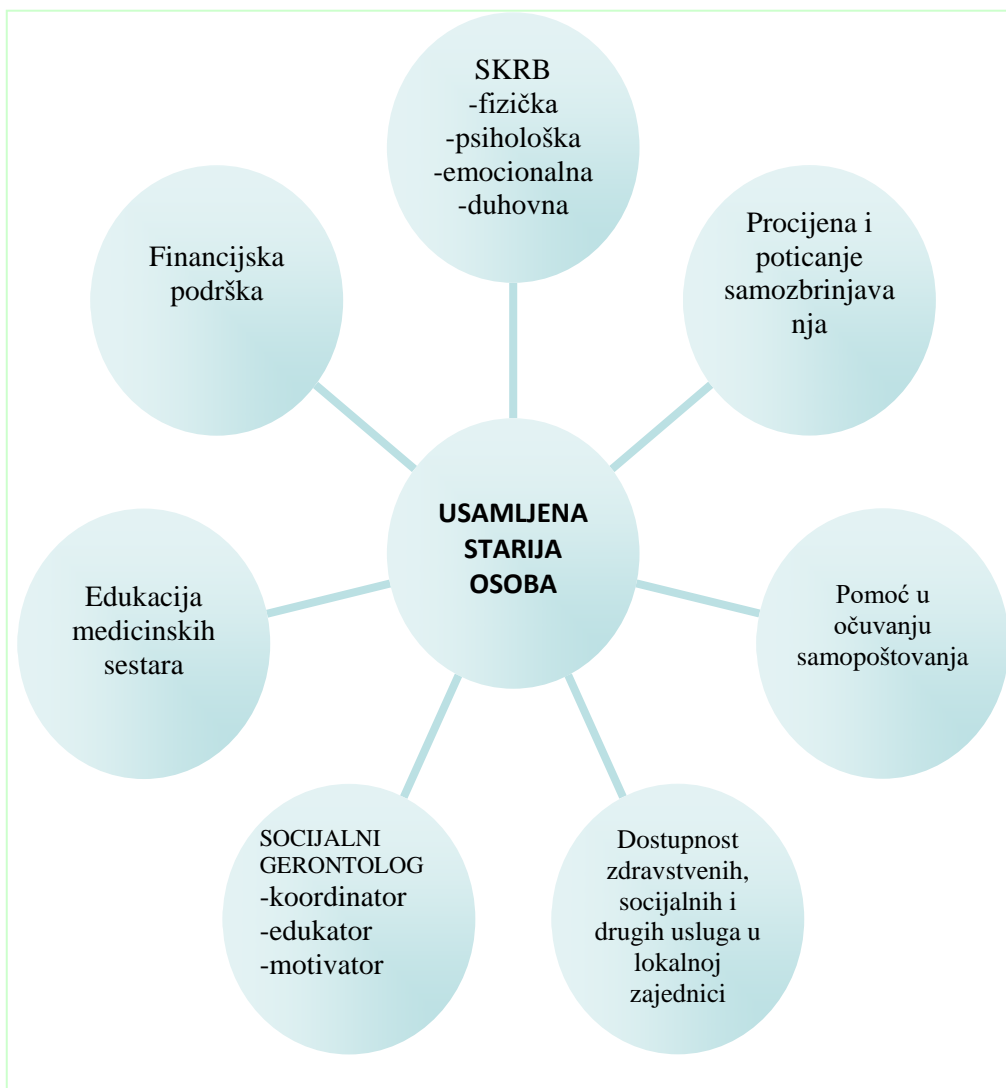 SKRB
-fizička
-psihološka
-emocionalna
-duhovna
Procijena i
poticanje
samozbrinjava
nja
Financijska
podrška
USAMLJENA
STARIJA
OSOBA
Pomoć u
očuvanju
samopoštovanja
Edukacija
medicinskih
sestara
SOCIJALNI
GERONTOLOG
-koordinator
-edukator
-motivator
Dostupnost
zdravstvenih,
socijalnih i
drugih usluga u
lokalnoj
zajednici